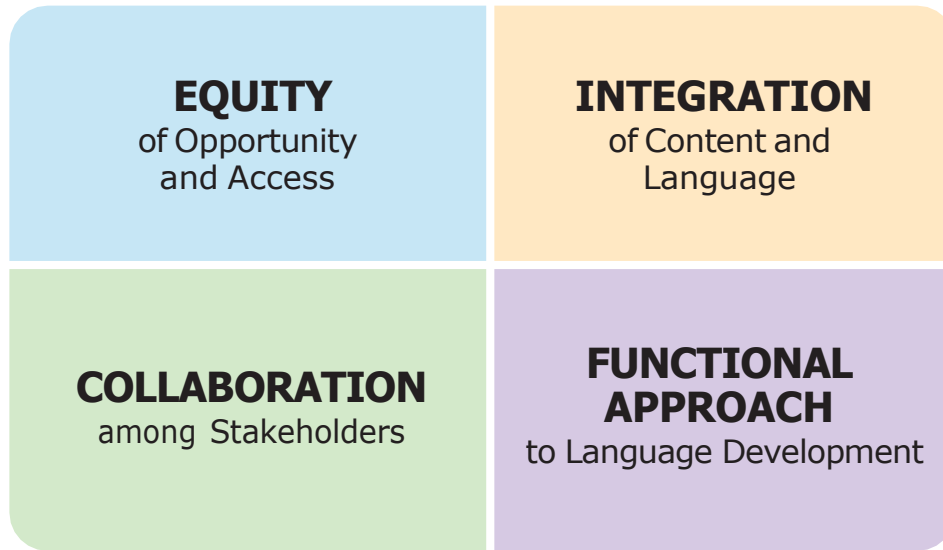 EQUITY
of Opportunity
and Access
INTEGRATION
of Content and
Language
COLLABORATION
among Stakeholders
FUNCTIONAL
APPROACH
to Language Development